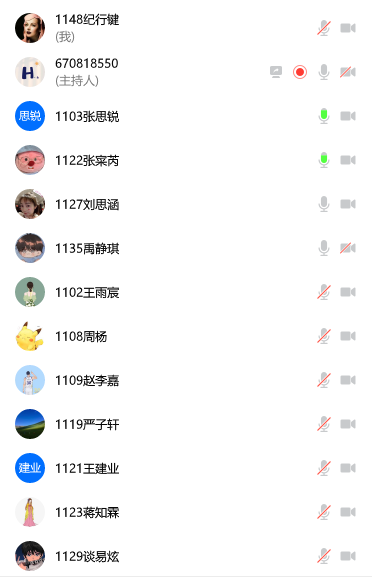 1148纪行键
(我)
H.
670818550
(主持人)
思锐
1103张思锐
1122张寀芮
1127刘思涵
1135禹静琪
1102王雨宸
1108周杨
1109赵李嘉
1119严子轩
建业
1121王建业
1123蒋知霖
1129谈易炫